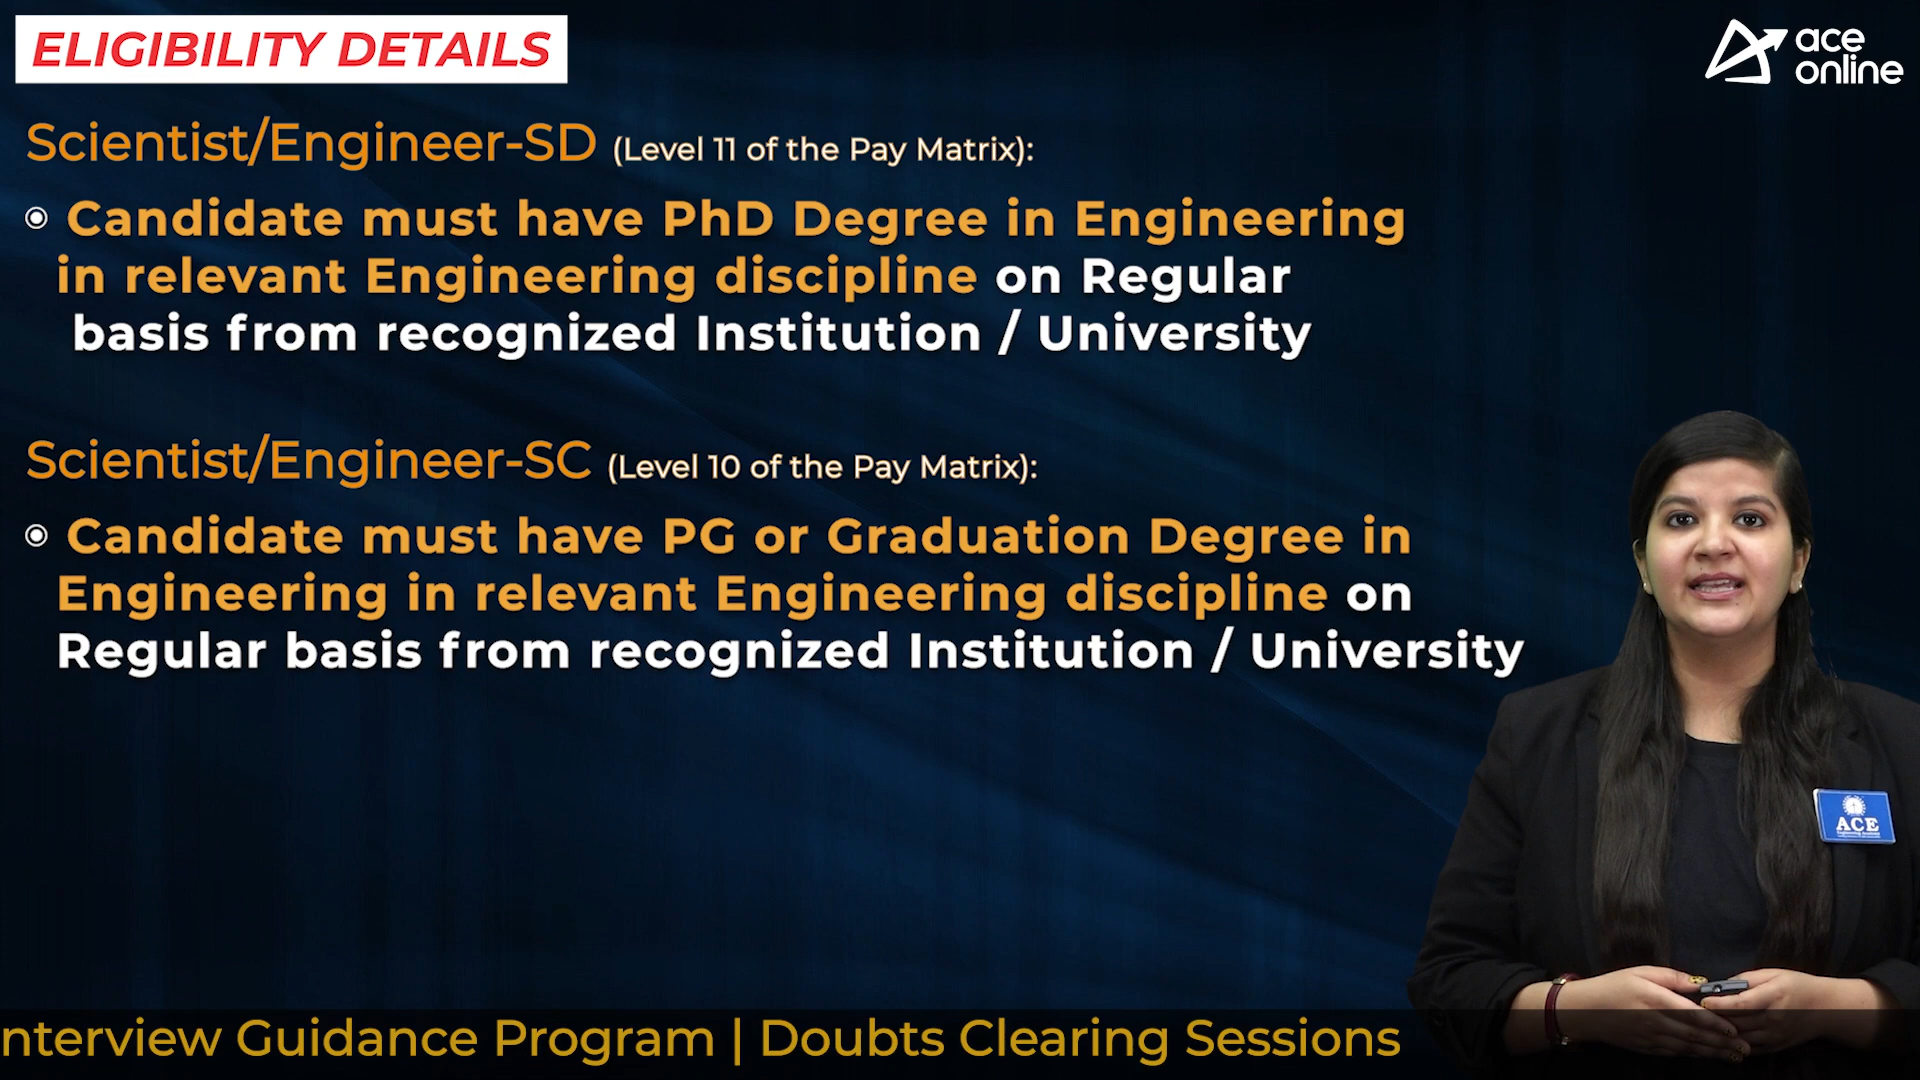 ELIGIBILITY DETAILS
ace
online
Scientist/Engineer-SD (Level 11 of the Pay Matrix):
Candidate must have PhD Degree in Engineering
in relevant Engineering discipline on Regular
basis from recognized Institution / University
Scientist/Engineer-SC (Level 10 of the Pay Matrix):
Candidate must have PG or Graduation Degree in
Engineering in relevant Engineering discipline on
Regular basis from recognized Institution / University
ACE
nterview Guidance Program | Doubts Clearing Sessions